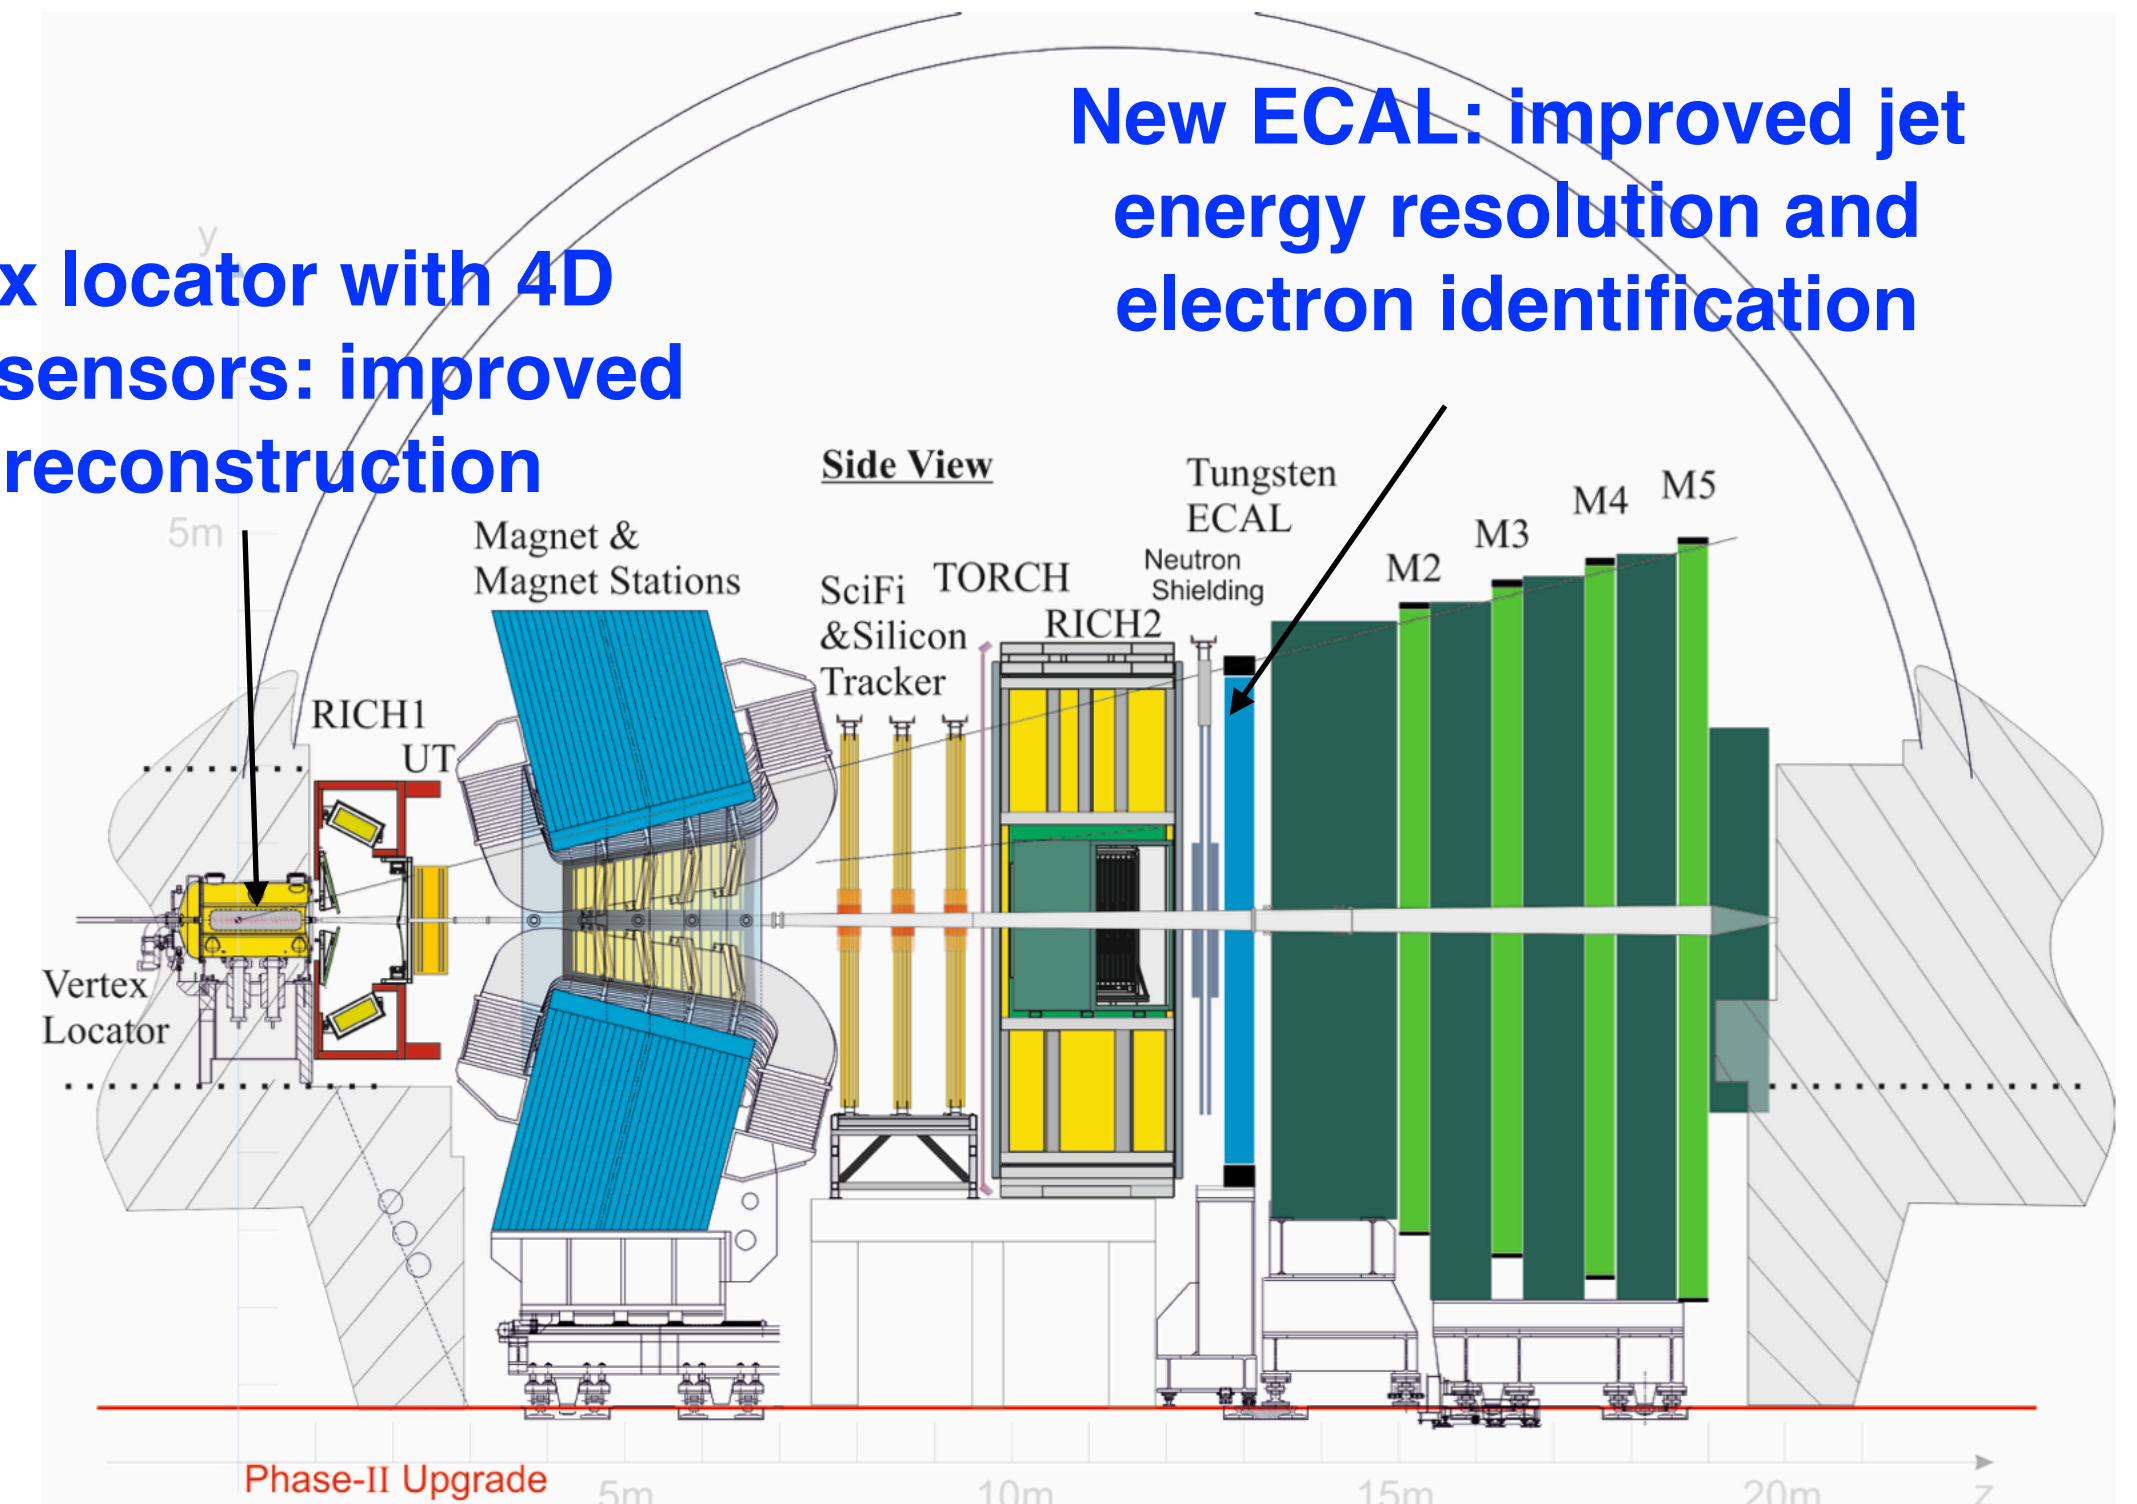 New ECAL: improved jet
energy resolution and
electron identification
y
x locator with 4D
sensors: improved
reconstruction
Side View
5m
Magnet &
Magnet Stations
SciFi
&Silicon
Tracker
TORCH
RICH2
Tungsten
ECAL
Neutron
Shielding
M2
M3
M4
M5
RICH1
UT
Vertex
Locator
Phase-II Upgrade
5m
10m
15m
20m
z